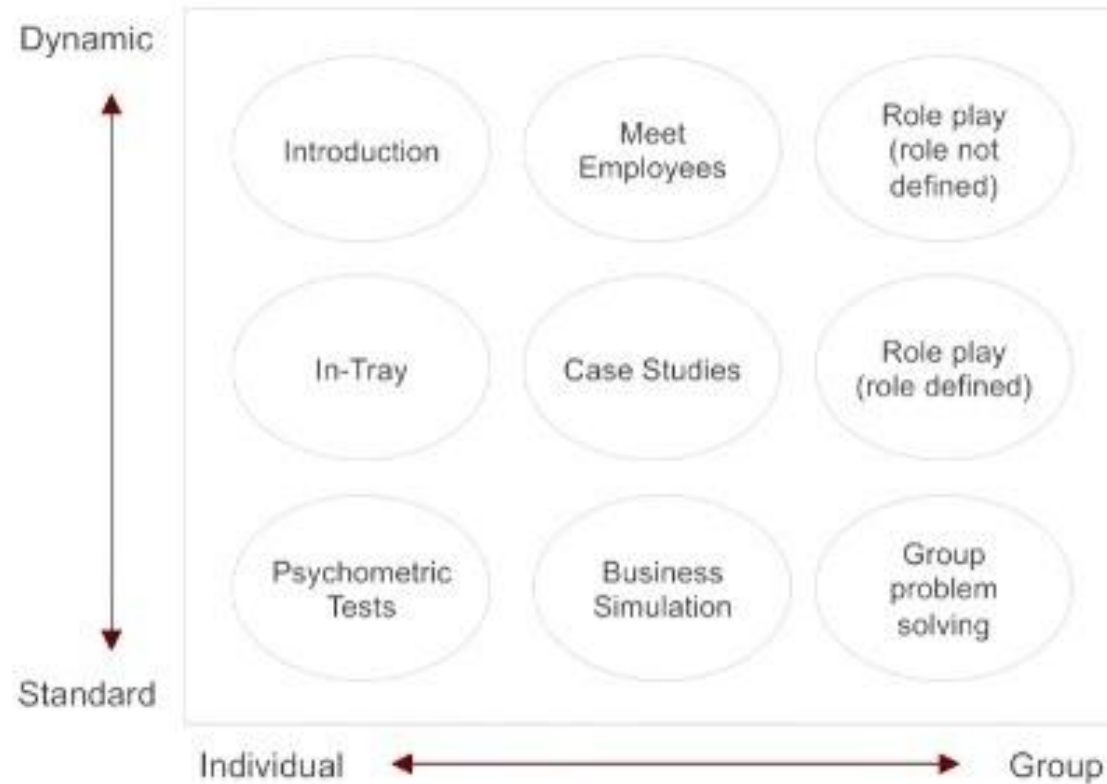 Dynamic
Introduction
Meet
Employees
Role play
(role not
defined)
In-Tray
Case Studies
Role play
(role defined)
Psychometric
Tests
Business
Simulation
Group
problem
solving
Standard
Individual
Group